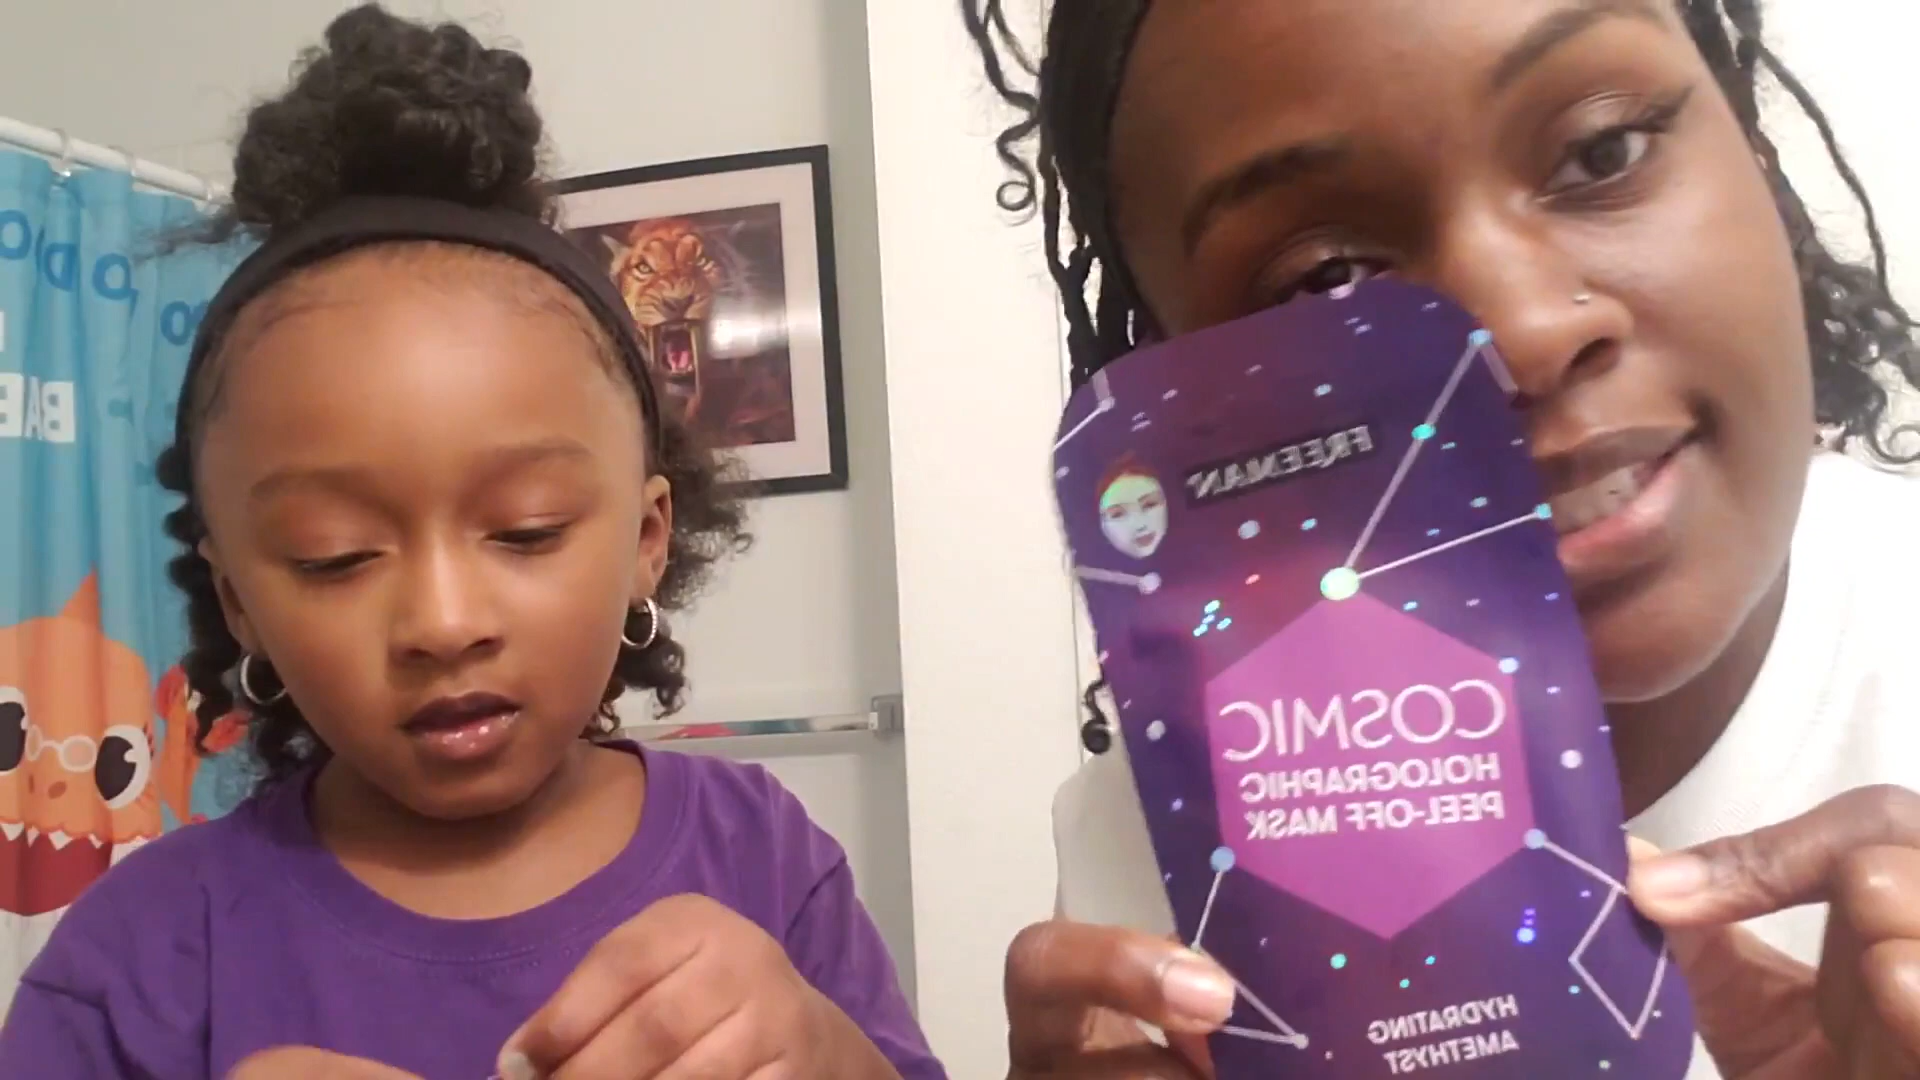 FREEMAN
COSMIC
HOLOGRAPHIC
PEEL-OFF MASK
HYDRATING
AMETHYST